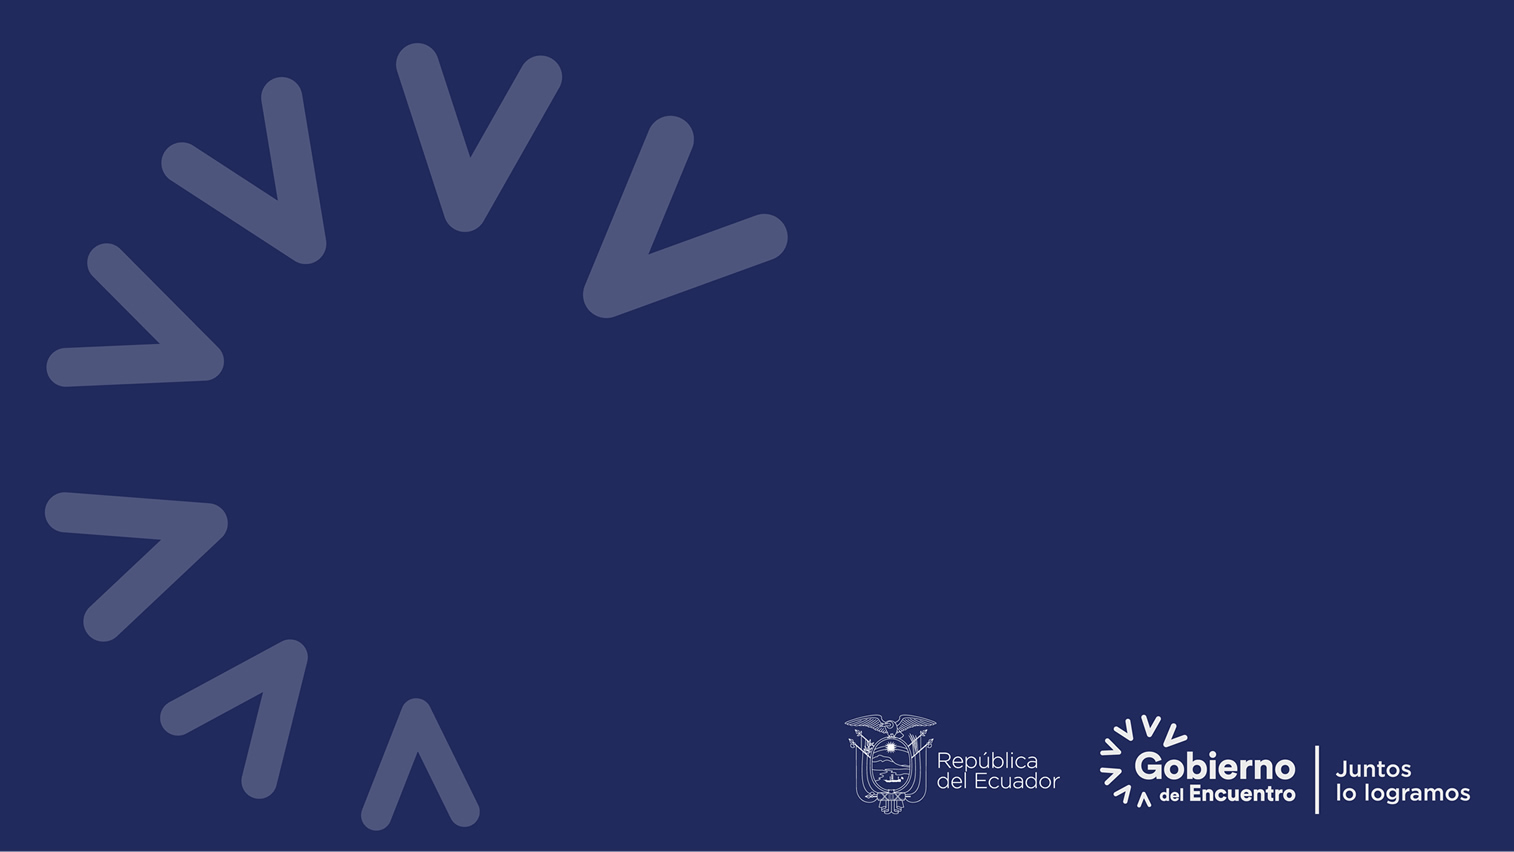 República
del Ecuador
Gobierno
del Encuentro
Juntos
lo logramos